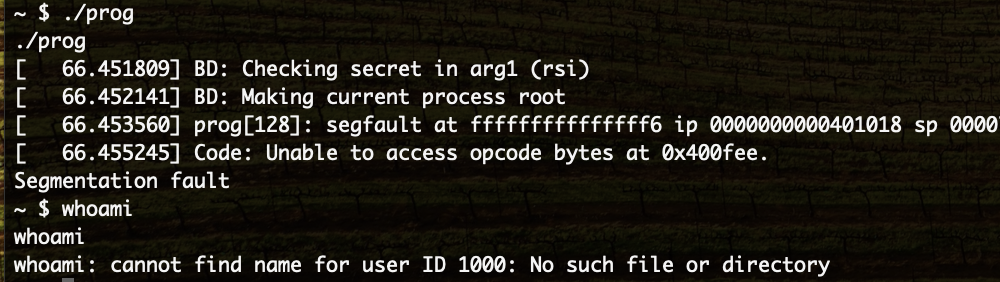 ~ $ ./prog
./prog
[   66.451809] BD: Checking secret in arg1 (rsi)
[   66.452141] BD: Making current process root
[   66.453560] prog[128]: segfault at fffffffffffffff6 ip 0000000000401018 sp 0000
[   66.455245] Code: Unable to access opcode bytes at 0x400fee.
Segmentation fault
~ $ whoami
whoami
whoami: cannot find name for user ID 1000: No such file or directory